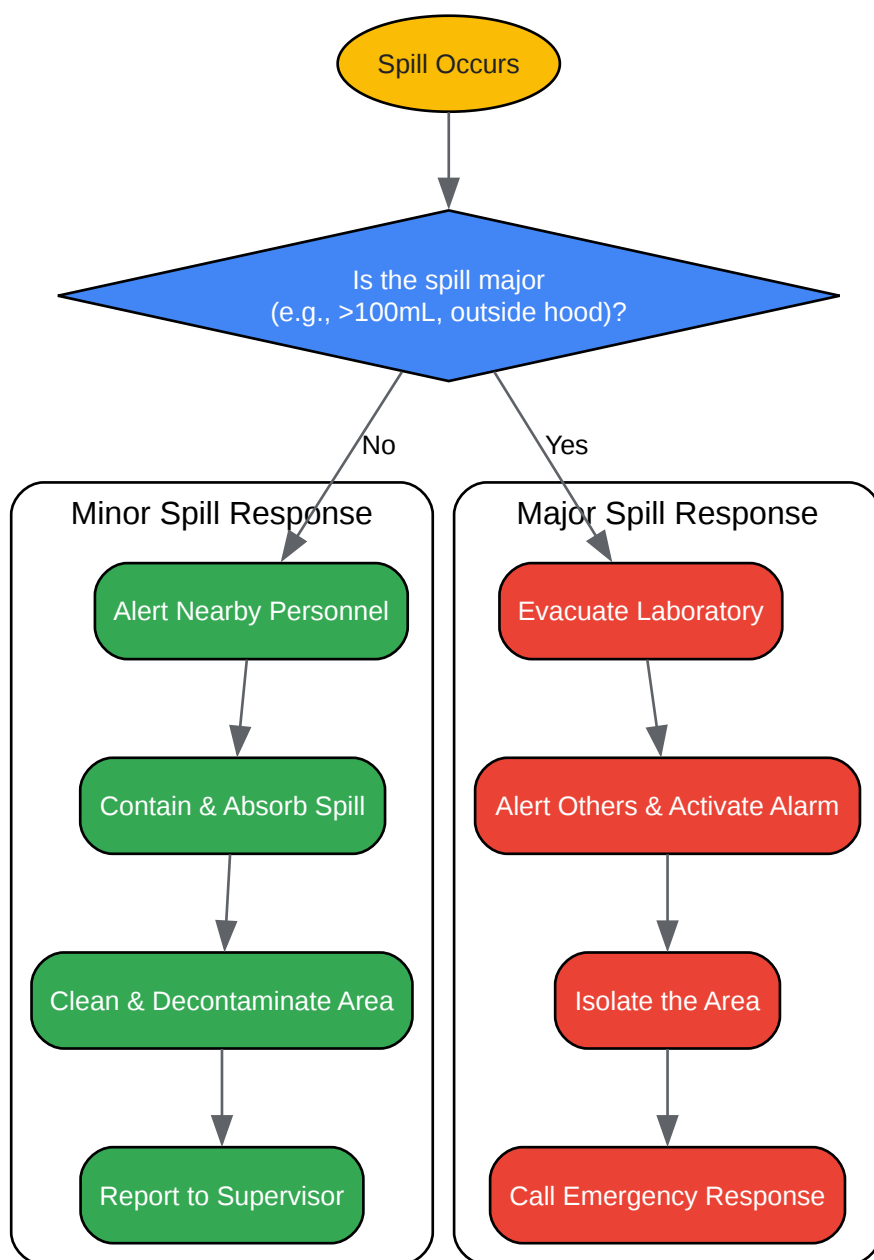 Spill Occurs
Is the spill major
(e.g., >100mL, outside hood)?
No
Yes
Minor Spill Response
Alert Nearby Personnel
Contain & Absorb Spill
Clean & Decontaminate Area
Report to Supervisor
Major Spill Response
Evacuate Laboratory
Alert Others & Activate Alarm
Isolate the Area
Call Emergency Response